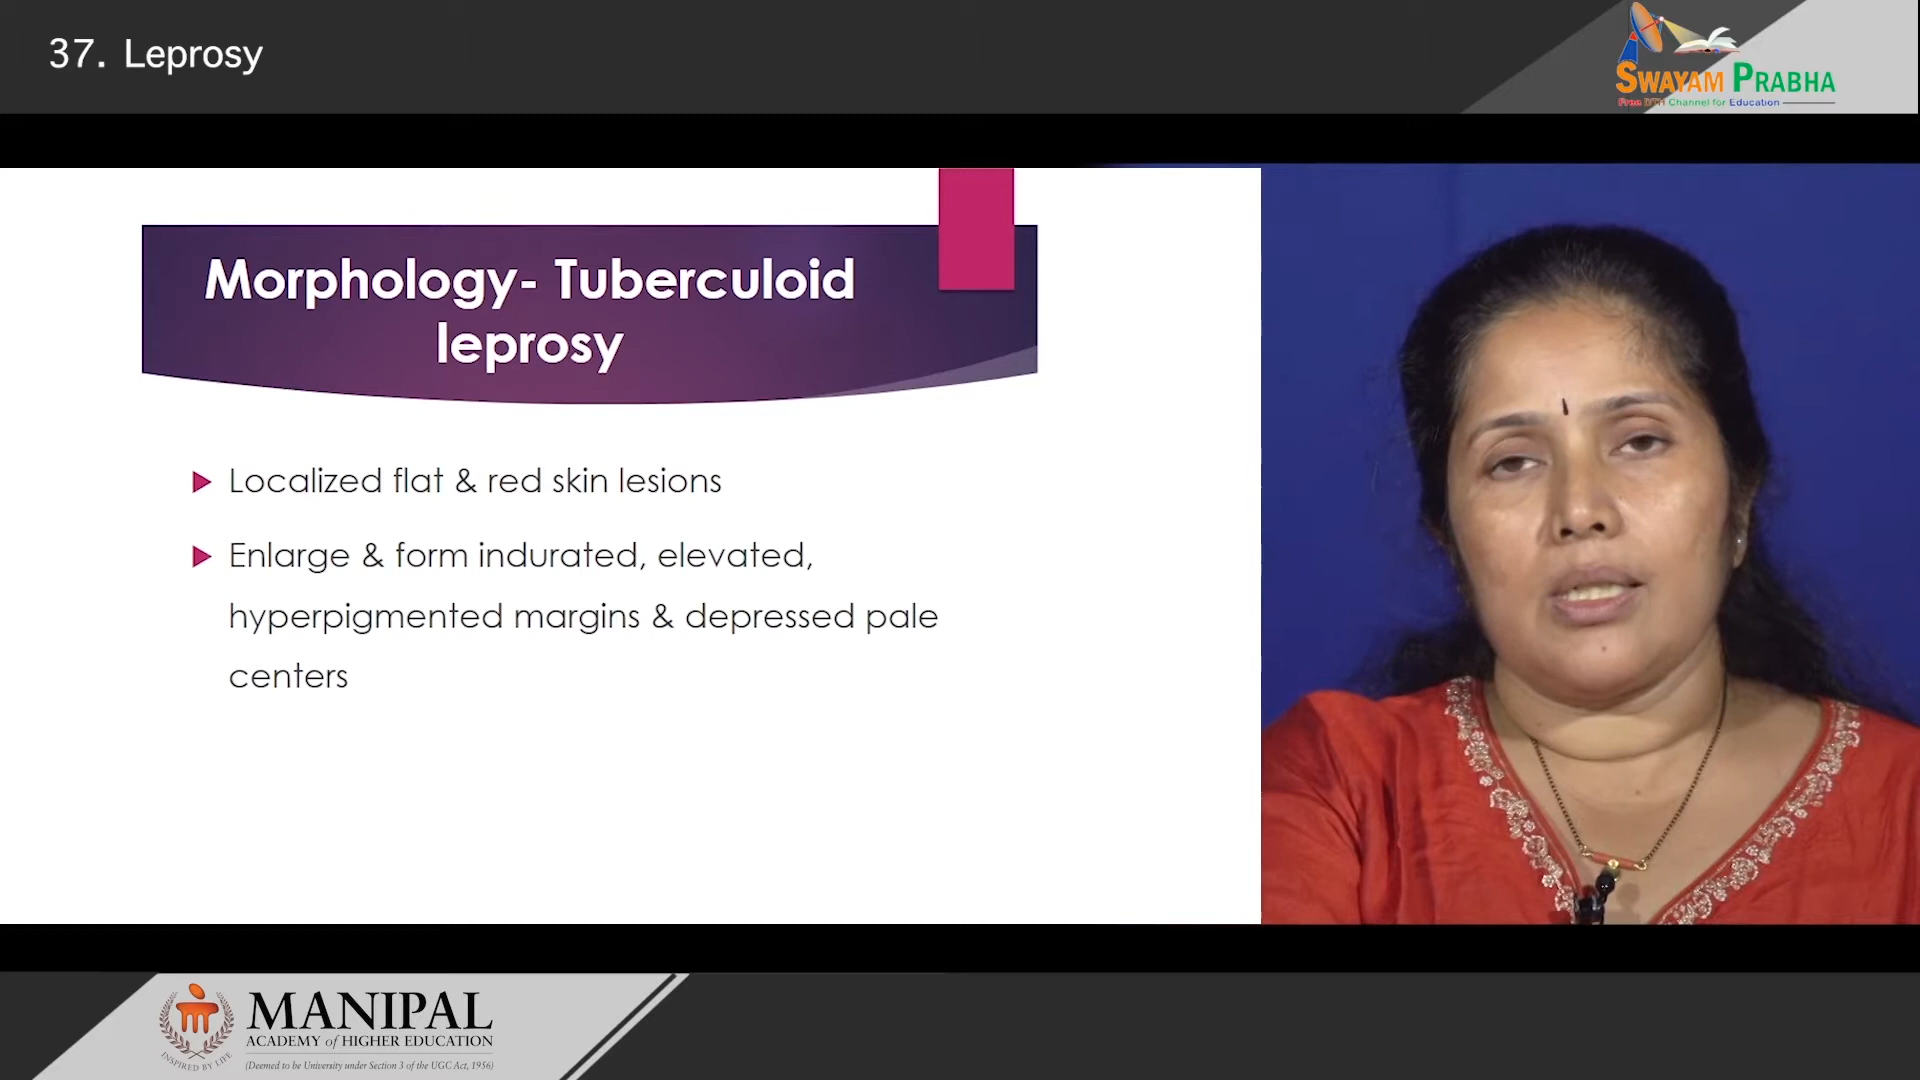 37. Leprosy
SWAYAM PRABHA
Free DTH Channel for Education
Morphology- Tuberculoid
leprosy
Localized flat & red skin lesions
Enlarge & form indurated, elevated,
hyperpigmented margins & depressed pale
centers
INSPIRED BY LIFE
MANIPAL
ACADEMY of HIGHER EDUCATION
(Deemed to be University under Section 3 of the UGC Act, 1956)